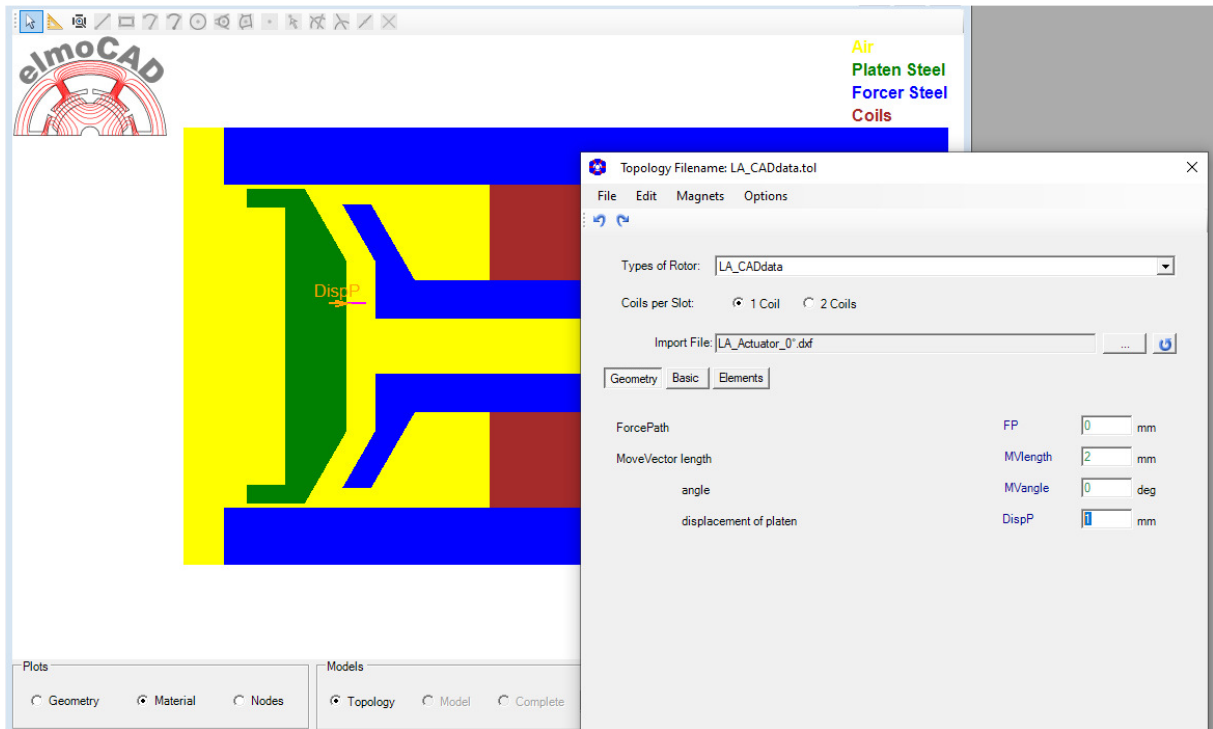 elmoCAD
Air
Platen Steel
Forcer Steel
Coils
DispP
Plots
Geometry
Material
Nodes
Models
Topology
Model
Complete
Topology Filename: LA_CADdata.tol
File Edit Magnets Options
Types of Rotor: LA_CADdata
Coils per Slot: 1 Coil 2 Coils
Import File: LA_Actuator_0°.dxf ...
Geometry Basic Elements
ForcePath FP 0 mm
MoveVector length MVlength 2 mm
angle MVangle 0 deg
displacement of platen DispP 1 mm